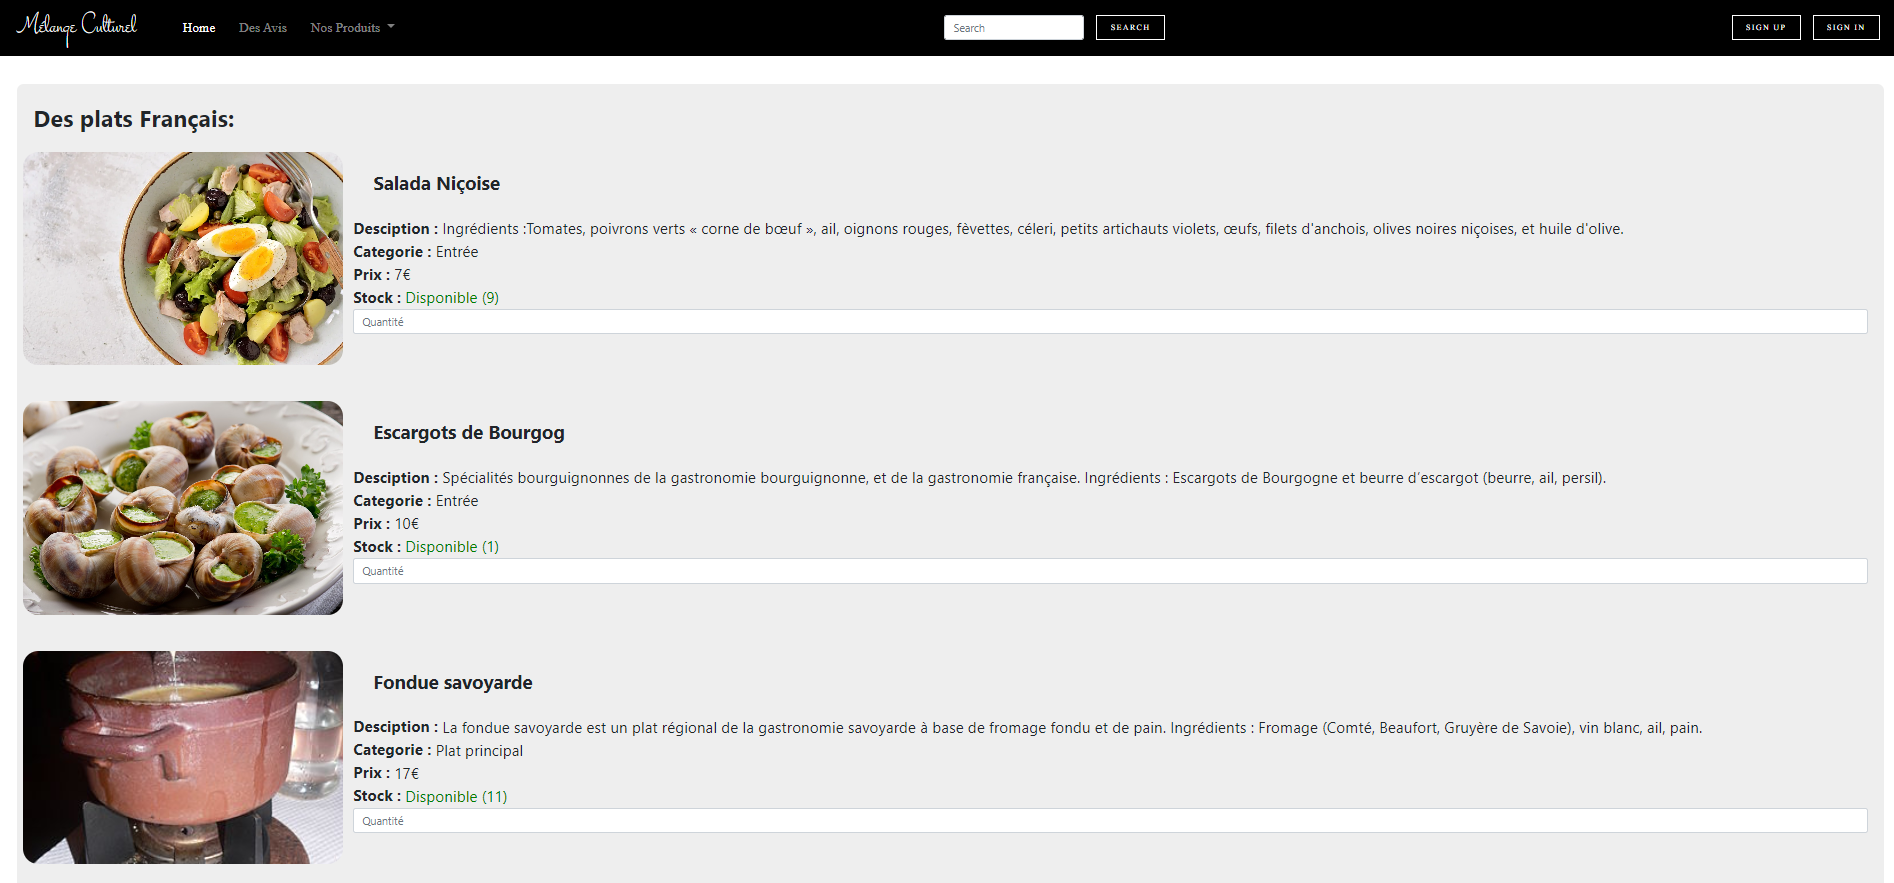 Mélange Culturel
Home
Des Avis
Nos Produits
Search
SEARCH
SIGN UP
SIGN IN
Des plats Français:
Salada Niçoise
Desciption : Ingrédients :Tomates, poivrons verts « corne de bœuf », ail, oignons rouges, fèvettes, céleri, petits artichauts violets, œufs, filets d'anchois, olives noires niçoises, et huile d'olive.
Categorie : Entrée
Prix : 7€
Stock : Disponible (9)
Quantité
Escargots de Bourgog
Desciption : Spécialités bourguignonnes de la gastronomie bourguignonne, et de la gastronomie française. Ingrédients : Escargots de Bourgogne et beurre d'escargot (beurre, ail, persil).
Categorie : Entrée
Prix : 10€
Stock : Disponible (1)
Quantité
Fondue savoyarde
Desciption : La fondue savoyarde est un plat régional de la gastronomie savoyarde à base de fromage fondu et de pain. Ingrédients : Fromage (Comté, Beaufort, Gruyère de Savoie), vin blanc, ail, pain.
Categorie : Plat principal
Prix : 17€
Stock : Disponible (11)
Quantité